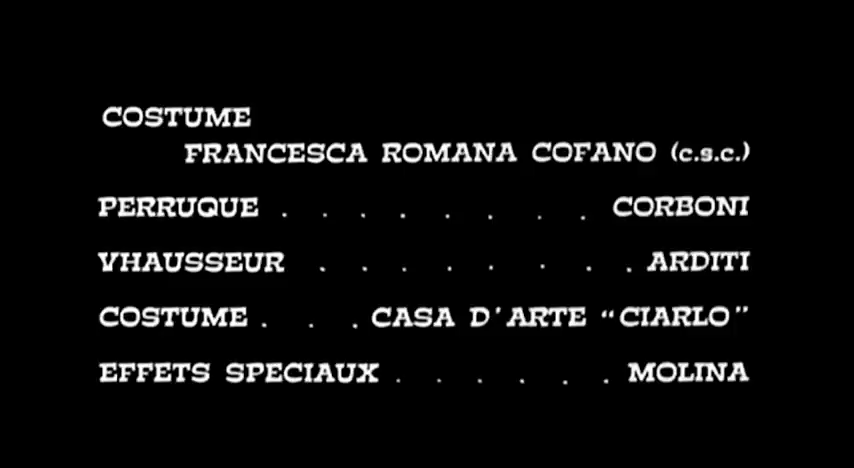 COSTUME
FRANCESCA ROMANA COFANO (c.s.c.)
PERRUQUE . . . . . . . . CORBONI
VHAUSSEUR . . . . . . . . ARDITI
COSTUME . . . CASA D'ARTE "CIARLO"
EFFETS SPECIAUX . . . . . . MOLINA